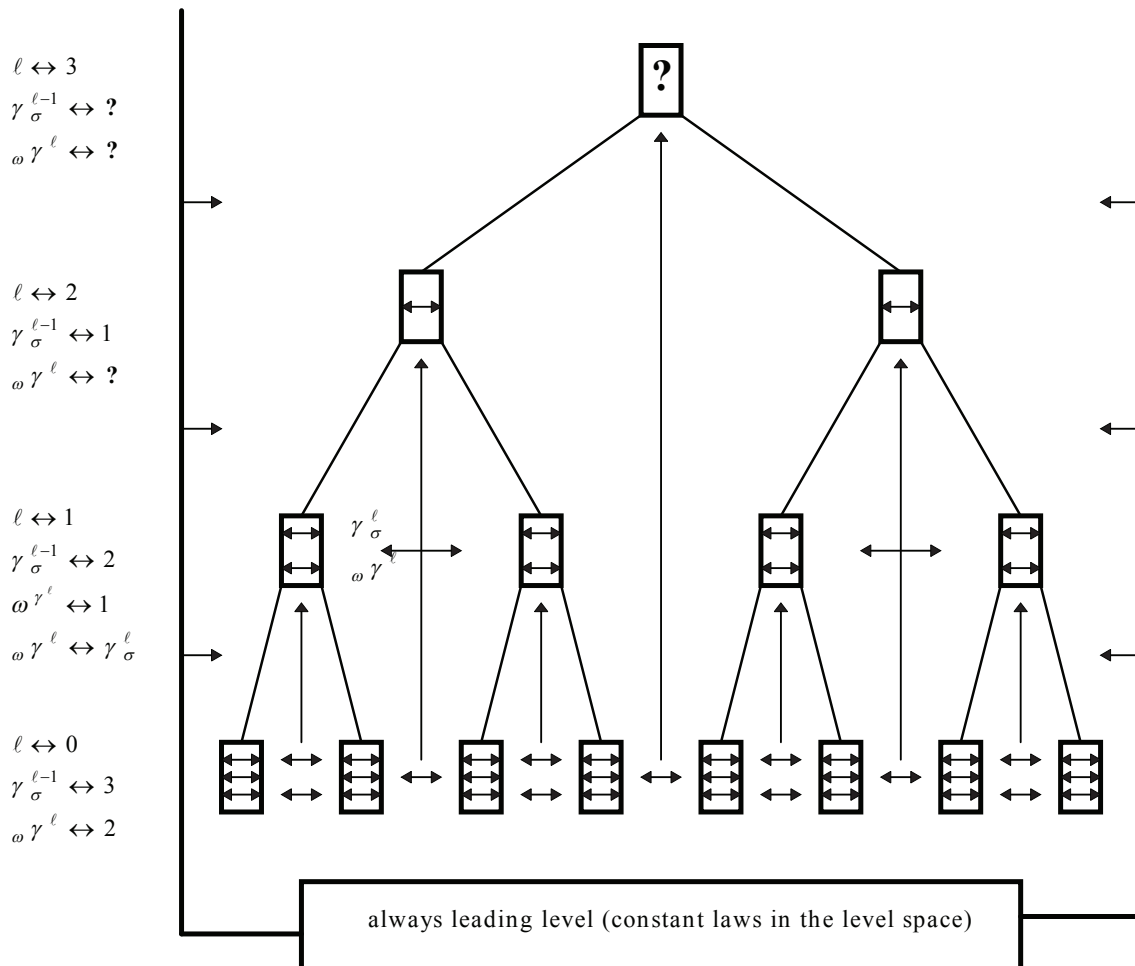 ?
ℓ ↔ 3
γ σ ℓ−1 ↔ ?
ω γ ℓ ↔ ?
ℓ ↔ 2
γ σ ℓ−1 ↔ 1
ω γ ℓ ↔ ?
ℓ ↔ 1
γ σ ℓ−1 ↔ 2
ω γ ℓ ↔ 1
ω γ ℓ ↔ γ σ ℓ
γ σ ℓ
ω γ ℓ
ℓ ↔ 0
γ σ ℓ−1 ↔ 3
ω γ ℓ ↔ 2
always leading level (constant laws in the level space)